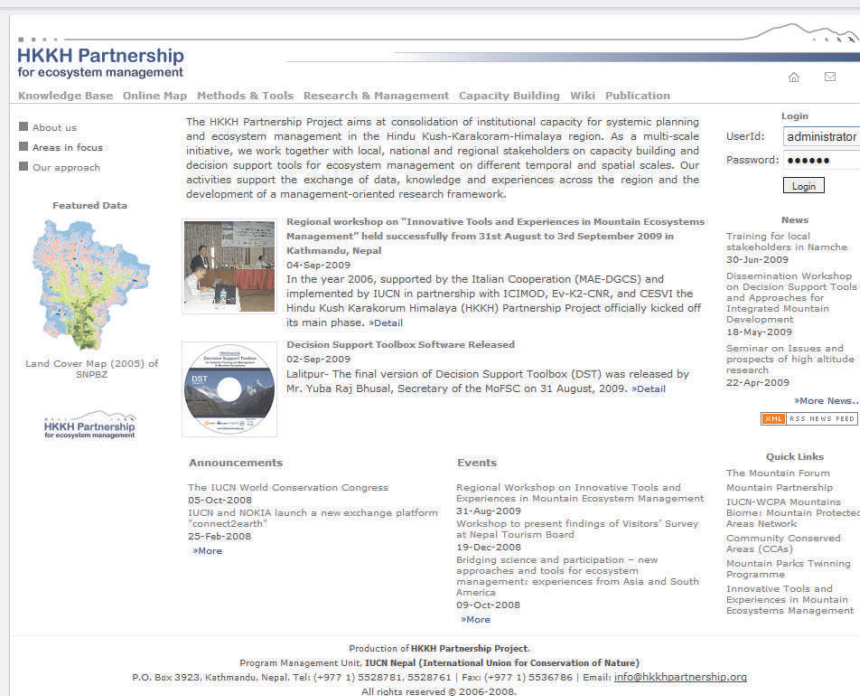 HKKH Partnership
for ecosystem management
Knowledge Base Online Map Methods & Tools Research & Management Capacity Building Wiki Publication
About us
Areas in focus
Our approach
Featured Data
Land Cover Map (2005) of
SNPBZ
HKKH Partnership
for ecosystem management
The HKKH Partnership Project aims at consolidation of institutional capacity for systemic planning
and ecosystem management in the Hindu Kush-Karakoram-Himalaya region. As a multi-scale
initiative, we work together with local, national and regional stakeholders on capacity building and
decision support tools for ecosystem management on different temporal and spatial scales. Our
activities support the exchange of data, knowledge and experiences across the region and the
development of a management-oriented research framework.
Regional workshop on "Innovative Tools and Experiences in Mountain Ecosystems
Management" held successfully from 31st August to 3rd September 2009 in
Kathmandu, Nepal
04-Sep-2009
In the year 2006, supported by the Italian Cooperation (MAE-DGCS) and
implemented by IUCN in partnership with ICIMOD, Ev-K2-CNR, and CESVI the
Hindu Kush Karakorum Himalaya (HKKH) Partnership Project officially kicked off
its main phase. »Detail
Decision Support Toolbox
DST
Decision Support Toolbox Software Released
02-Sep-2009
Lalitpur- The final version of Decision Support Toolbox (DST) was released by
Mr. Yuba Raj Bhusal, Secretary of the MoFSC on 31 August, 2009. »Detail
Announcements
The IUCN World Conservation Congress
05-Oct-2008
IUCN and NOKIA launch a new exchange platform
"connect2earth"
25-Feb-2008
»More
Events
Regional Workshop on Innovative Tools and
Experiences in Mountain Ecosystem Management
31-Aug-2009
Workshop to present findings of Visitors' Survey
at Nepal Tourism Board
19-Dec-2008
Bridging science and participation – new
approaches and tools for ecosystem
management: experiences from Asia and South
America
09-Oct-2008
»More
Login
UserId: administrator
Password: ●●●●●●
Login
News
Training for local
stakeholders in Namche
30-Jun-2009
Dissemination Workshop
on Decision Support Tools
and Approaches for
Integrated Mountain
Development
18-May-2009
Seminar on Issues and
prospects of high altitude
research
22-Apr-2009
»More News..
XML RSS NEWS FEED
Quick Links
The Mountain Forum
Mountain Partnership
IUCN-WCPA Mountains
Biome: Mountain Protected
Areas Network
Community Conserved
Areas (CCAs)
Mountain Parks Twinning
Programme
Innovative Tools and
Experiences in Mountain
Ecosystems Management
Production of HKKH Partnership Project.
Program Management Unit, IUCN Nepal (International Union for Conservation of Nature)
P.O. Box 3923, Kathmandu, Nepal. Tel: (+977 1) 5528781, 5528761 | Fax: (+977 1) 5536786 | Email: info@hkkhpartnership.org
All rights reserved © 2006-2008.